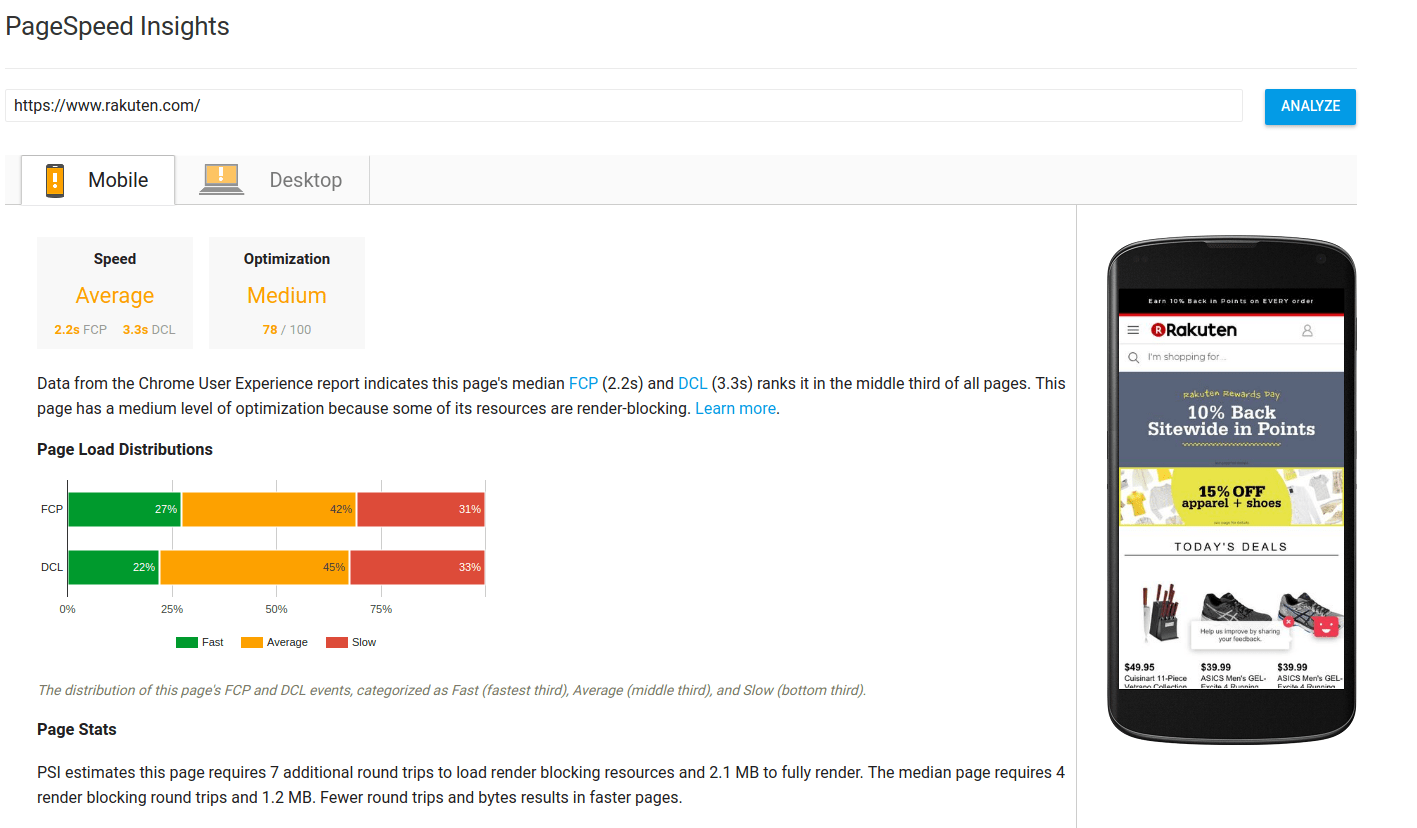 PageSpeed Insights
https://www.rakuten.com/
ANALYZE
Mobile
Desktop
Speed
Average
2.2s FCP 3.3s DCL
Optimization
Medium
78 / 100
Data from the Chrome User Experience report indicates this page's median FCP (2.2s) and DCL (3.3s) ranks it in the middle third of all pages. This
page has a medium level of optimization because some of its resources are render-blocking. Learn more.
Page Load Distributions
FCP
27%
42%
31%
DCL
22%
45%
33%
0%
25%
50%
75%
Fast
Average
Slow
The distribution of this page's FCP and DCL events, categorized as Fast (fastest third), Average (middle third), and Slow (bottom third).
Page Stats
PSI estimates this page requires 7 additional round trips to load render blocking resources and 2.1 MB to fully render. The median page requires 4
render blocking round trips and 1.2 MB. Fewer round trips and bytes results in faster pages.
Earn 10% Back in Points on EVERY order
R Rakuten
I'm shopping for...
Rakuten Rewards Day
10% Back
Sitewide in Points
15% OFF
apparel + shoes
TODAY'S DEALS
Help us improve by sharing
your feedback.
$49.95
$39.99
$39.99
Cuisinart 11-Piece
ASICS Men's GEL-
ASICS Men's GEL-
Vetrano Collection
Excite 4 Running
Excite 4 Running